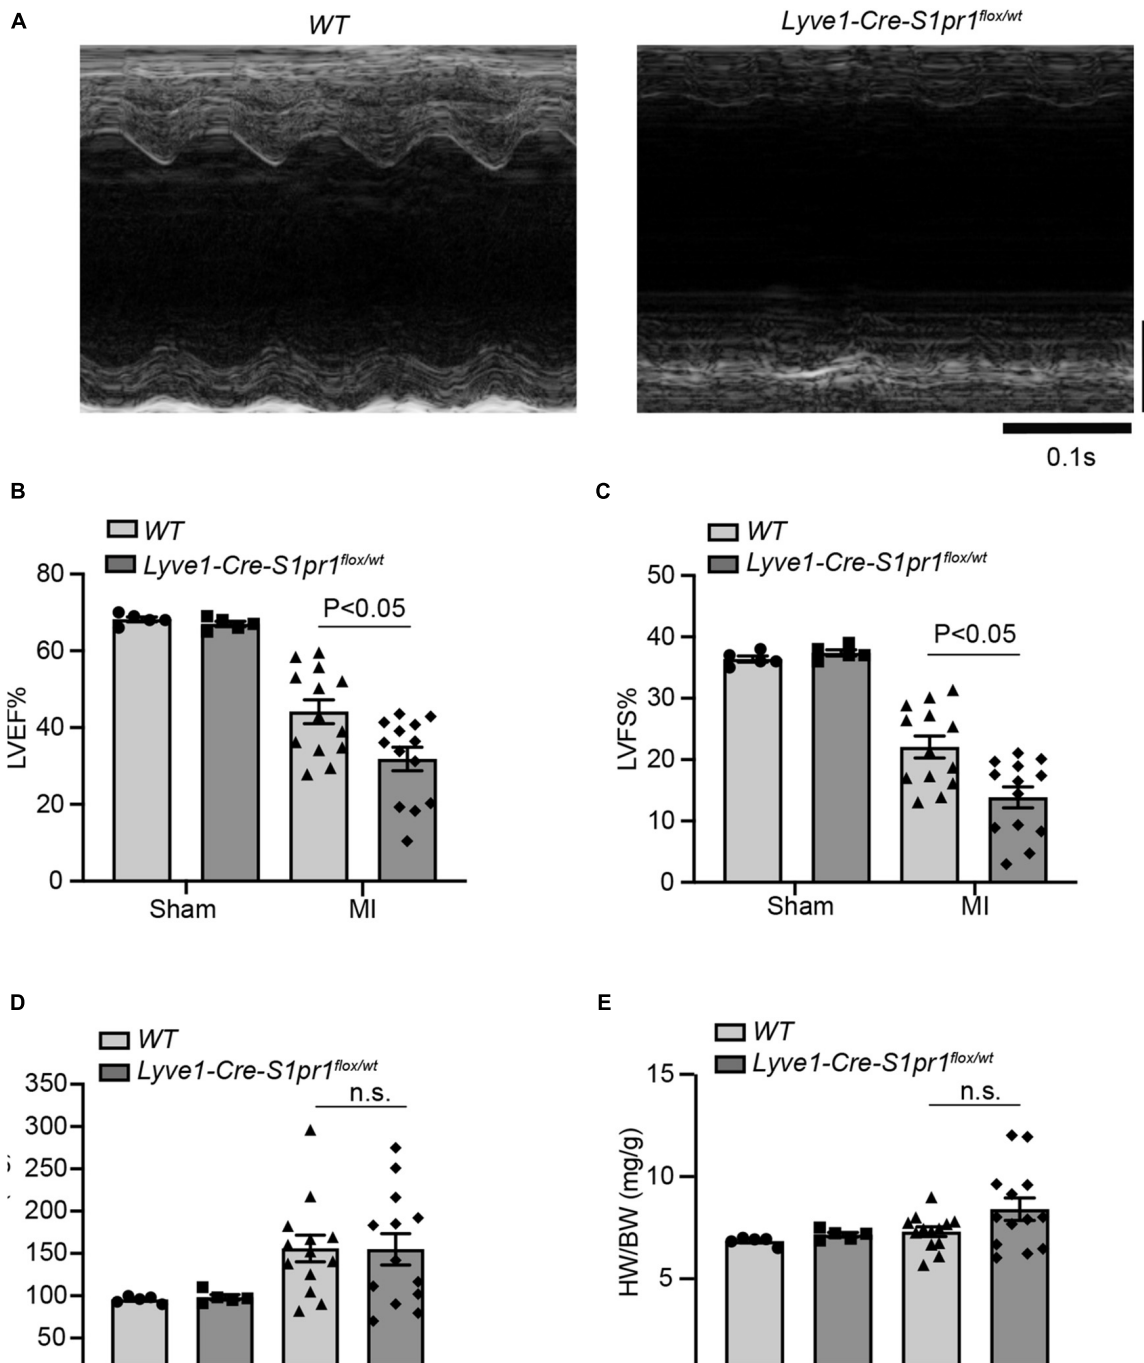 A
WT
Lyve1-Cre-S1pr1flox/wt
0.1s
B
WT
Lyve1-Cre-S1pr1flox/wt
80
P<0.05
60
LVEF%
40
20
0
Sham
MI
C
WT
Lyve1-Cre-S1pr1flox/wt
50
40
P<0.05
30
LVFS%
20
10
0
Sham
MI
D
WT
Lyve1-Cre-S1pr1flox/wt
350
n.s.
300
250
200
150
100
50
E
WT
Lyve1-Cre-S1pr1flox/wt
15
n.s.
HW/BW (mg/g)
10
5